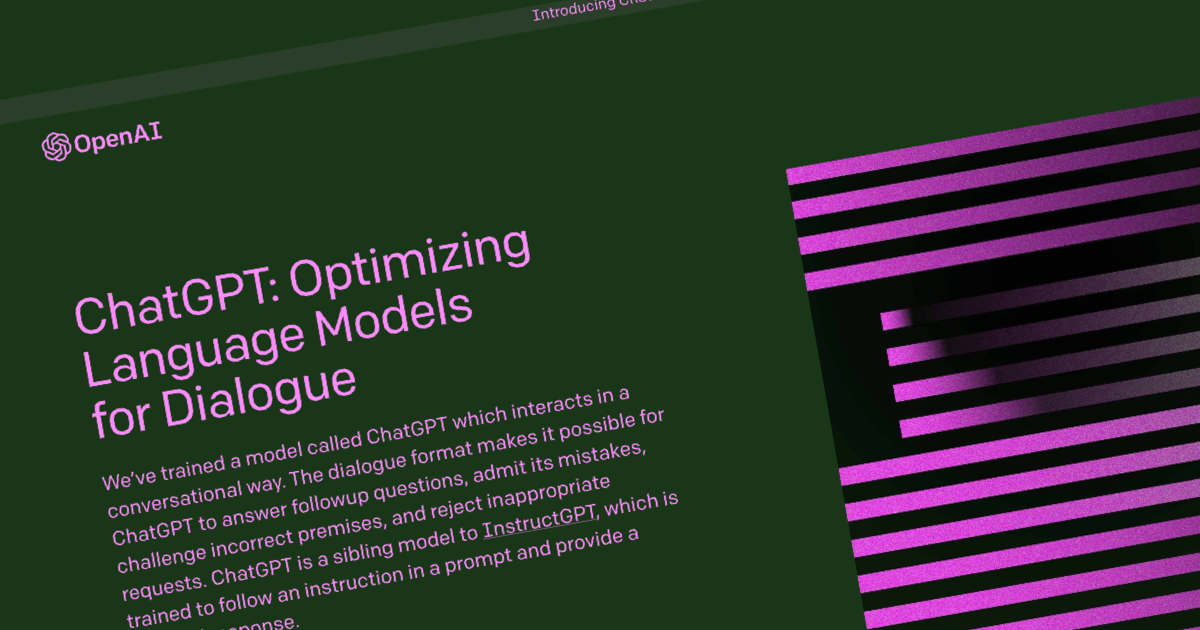 Introducing
OpenAI
ChatGPT: Optimizing
Language Models
for Dialogue
We’ve trained a model called ChatGPT which interacts in a
conversational way. The dialogue format makes it possible for
ChatGPT to answer followup questions, admit its mistakes,
challenge incorrect premises, and reject inappropriate
requests. ChatGPT is a sibling model to InstructGPT, which is
trained to follow an instruction in a prompt and provide a